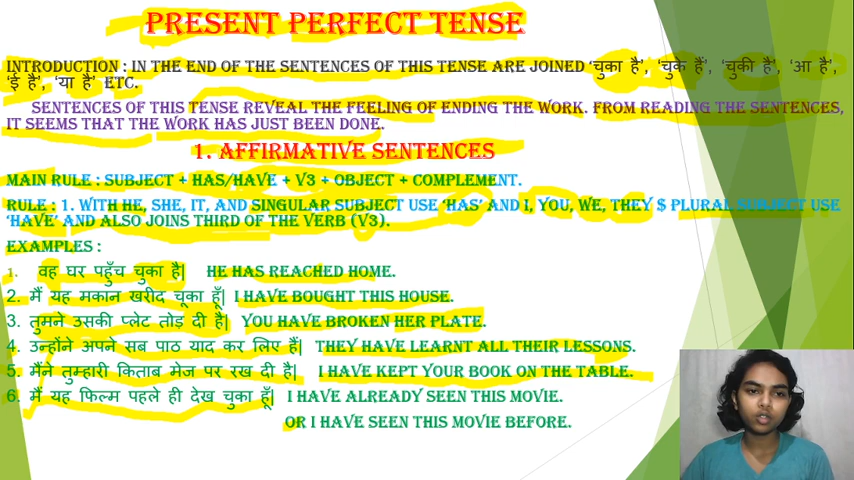 PRESENT PERFECT TENSE
INTRODUCTION : IN THE END OF THE SENTENCES OF THIS TENSE ARE JOINED ‘चुका है’, ‘चुके हैं’, ‘चुकी है’, ‘आ है’,
‘ई है’, ‘या है’ ETC.
SENTENCES OF THIS TENSE REVEAL THE FEELING OF ENDING THE WORK. FROM READING THE SENTENCES,
IT SEEMS THAT THE WORK HAS JUST BEEN DONE.
1. AFFIRMATIVE SENTENCES
MAIN RULE : SUBJECT + HAS/HAVE + V3 + OBJECT + COMPLEMENT.
RULE : 1. WITH HE, SHE, IT, AND SINGULAR SUBJECT USE ‘HAS’ AND I, YOU, WE, THEY $ PLURAL SUBJECT USE
‘HAVE’ AND ALSO JOINS THIRD OF THE VERB (V3).
EXAMPLES :
1. वह घर पहुँच चुका है| HE HAS REACHED HOME.
2. मैं यह मकान खरीद चूका हूँ| I HAVE BOUGHT THIS HOUSE.
3. तुमने उसकी प्लेट तोड़ दी है| YOU HAVE BROKEN HER PLATE.
4. उन्होंने अपने सब पाठ याद कर लिए हैं| THEY HAVE LEARNT ALL THEIR LESSONS.
5. मैंने तुम्हारी किताब मेज पर रख दी है| I HAVE KEPT YOUR BOOK ON THE TABLE.
6. मैं यह फिल्म पहले ही देख चुका हूँ| I HAVE ALREADY SEEN THIS MOVIE.
OR I HAVE SEEN THIS MOVIE BEFORE.